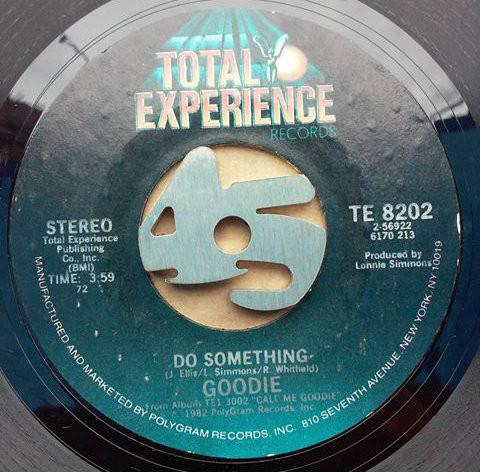 TOTAL
EXPERIENCE
RECORDS
45
STEREO
Total Experience
Publishing
Co., Inc.
(BMI)
TIME: 3:59
72
TE 8202
2-56922
6170 213
Produced by
Lonnie Simmons
DO SOMETHING
(J. Ellis/L. Simmons/R. Whitfield)
GOODIE
From Album TE1-3002 "CALL ME GOODIE"
℗ 1982 PolyGram Records, Inc.
MANUFACTURED AND MARKETED BY POLYGRAM RECORDS, INC. 810 SEVENTH AVENUE, NEW YORK, NY 10019